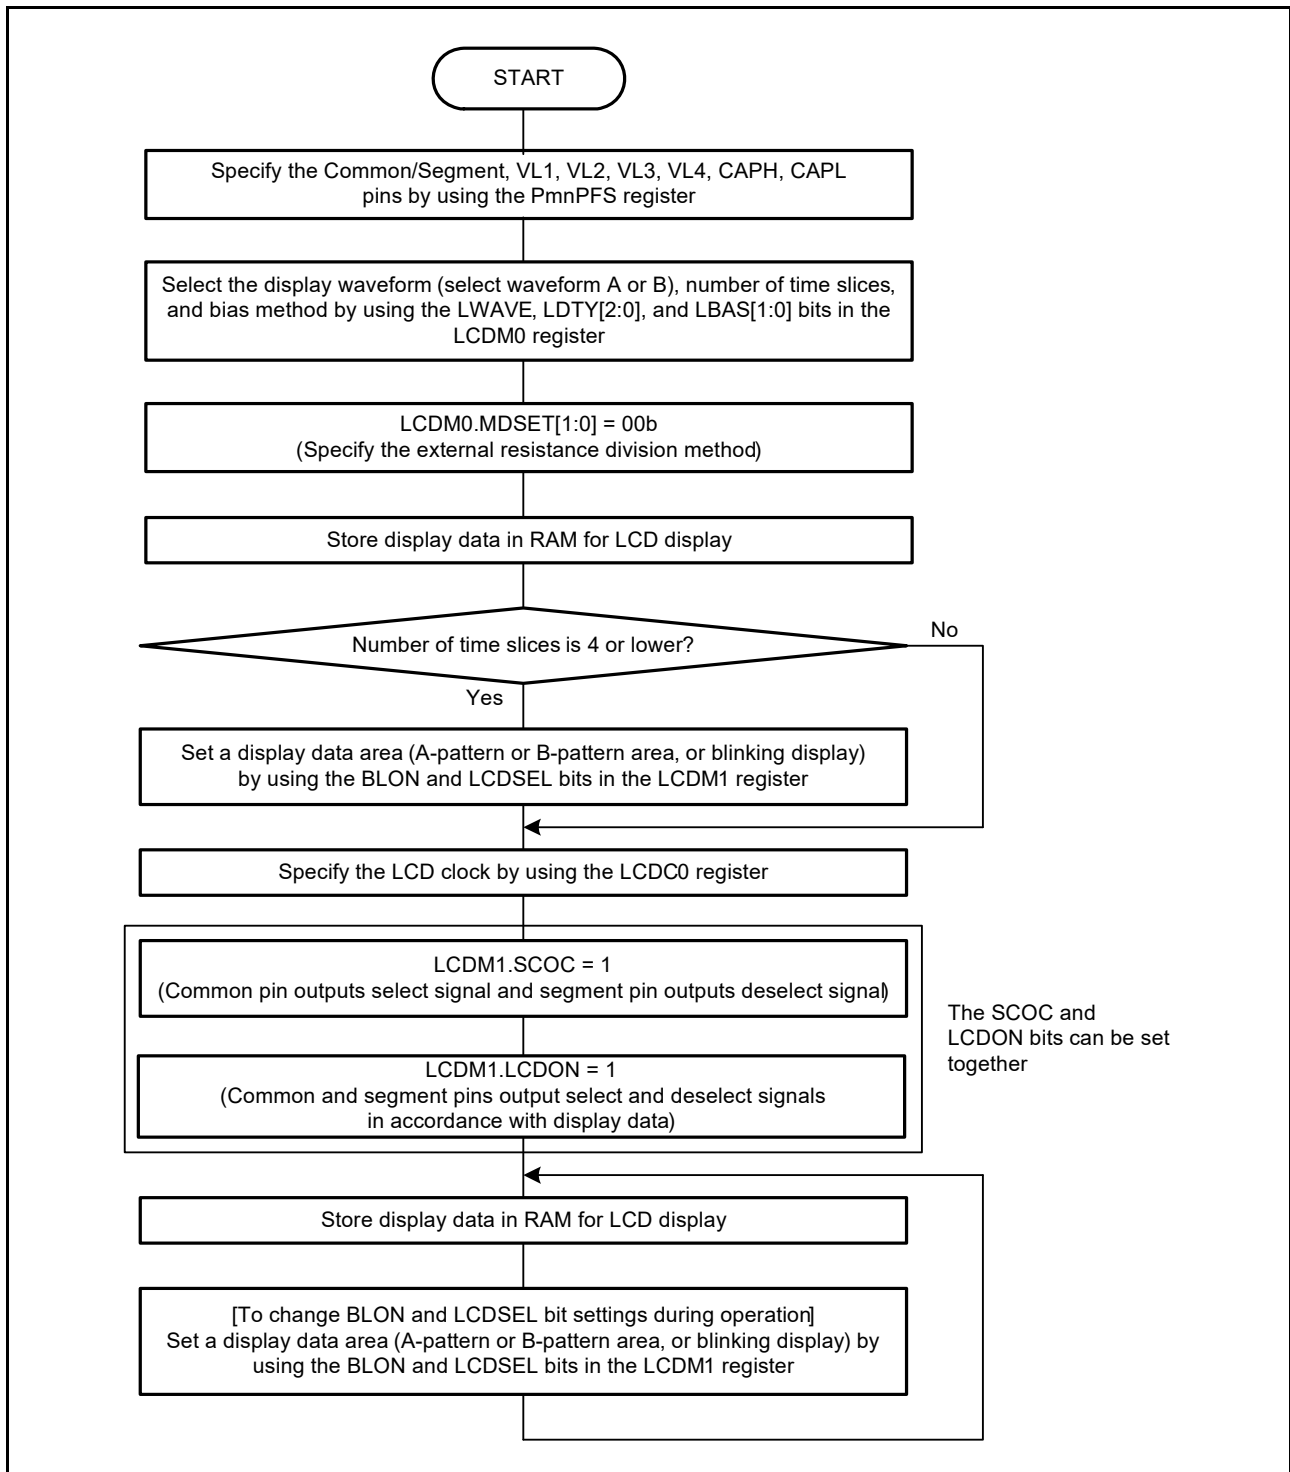 START
Specify the Common/Segment, VL1, VL2, VL3, VL4, CAPH, CAPL
pins by using the PmnPFS register
Select the display waveform (select waveform A or B), number of time slices,
and bias method by using the LWAVE, LDTY[2:0], and LBAS[1:0] bits in the
LCDM0 register
LCDM0.MDSET[1:0] = 00b
(Specify the external resistance division method)
Store display data in RAM for LCD display
Number of time slices is 4 or lower?
No
Yes
Set a display data area (A-pattern or B-pattern area, or blinking display)
by using the BLON and LCDSEL bits in the LCDM1 register
Specify the LCD clock by using the LCDC0 register
LCDM1.SCOC = 1
(Common pin outputs select signal and segment pin outputs deselect signal)
The SCOC and
LCDON bits can be set
together
LCDM1.LCDON = 1
(Common and segment pins output select and deselect signals
in accordance with display data)
Store display data in RAM for LCD display
[To change BLON and LCDSEL bit settings during operation]
Set a display data area (A-pattern or B-pattern area, or blinking display) by
using the BLON and LCDSEL bits in the LCDM1 register